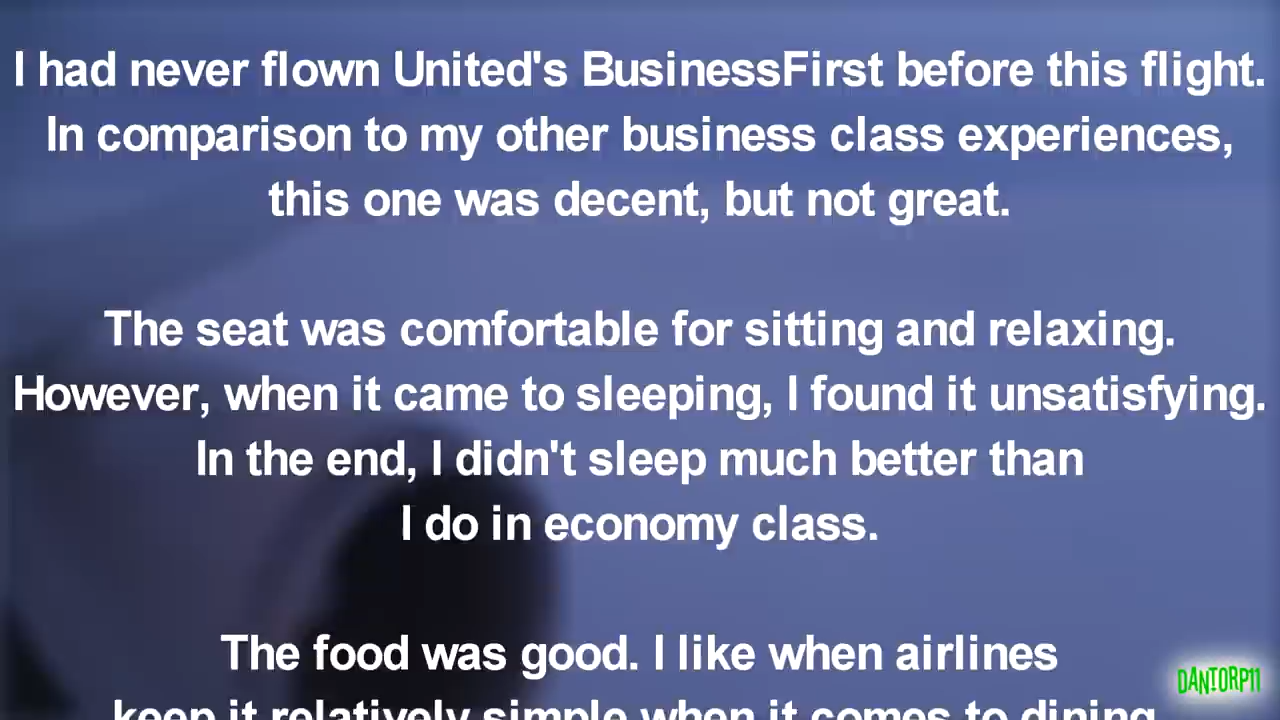 I had never flown United's BusinessFirst before this flight.
In comparison to my other business class experiences,
this one was decent, but not great.
The seat was comfortable for sitting and relaxing.
However, when it came to sleeping, I found it unsatisfying.
In the end, I didn't sleep much better than
I do in economy class.
The food was good. I like when airlines
keep it relatively simple when it comes to dining
DANTORP11